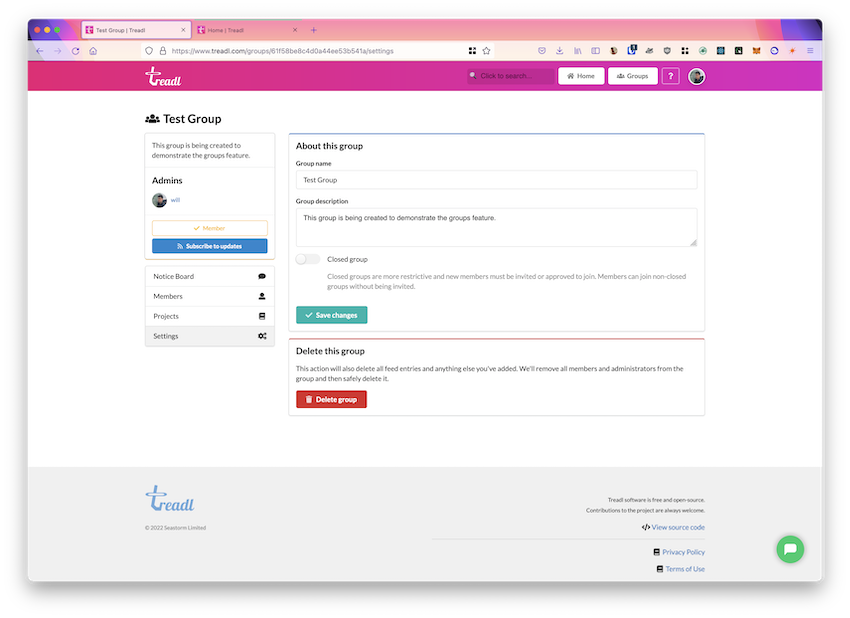 Test Group | Treadl
Home | Treadl
https://www.treadl.com/groups/61f58be8c4d0a44ee53b541a/settings
treadl
Click to search...
Home
Groups
?
Test Group
This group is being created to
demonstrate the groups feature.
Admins
will
Member
Subscribe to updates
Notice Board
Members
Projects
Settings
About this group
Group name
Test Group
Group description
This group is being created to demonstrate the groups feature.
Closed group
Closed groups are more restrictive and new members must be invited or approved to join. Members can join non-closed
groups without being invited.
Save changes
Delete this group
This action will also delete all feed entries and anything else you've added. We'll remove all members and administrators from the
group and then safely delete it.
Delete group
treadl
© 2022 Seastorm Limited
Treadl software is free and open-source.
Contributions to the project are always welcome.
View source code
Privacy Policy
Terms of Use